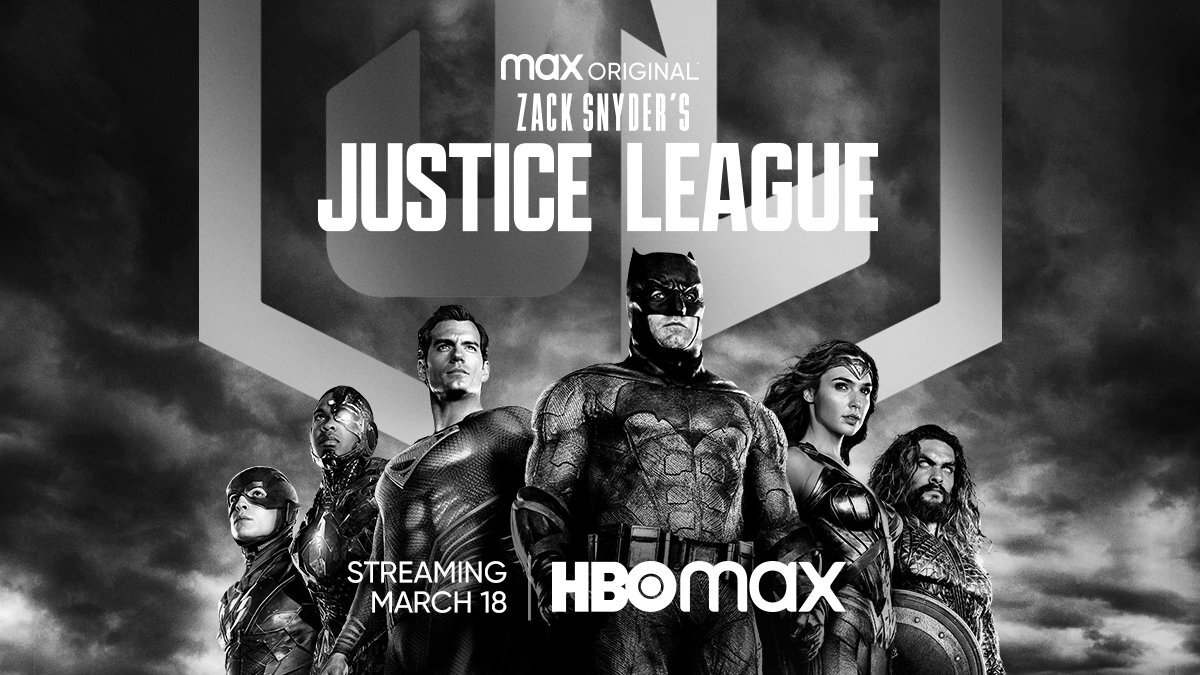 max ORIGINAL
ZACK SNYDER'S
JUSTICE LEAGUE
STREAMING
MARCH 18
HBOmax